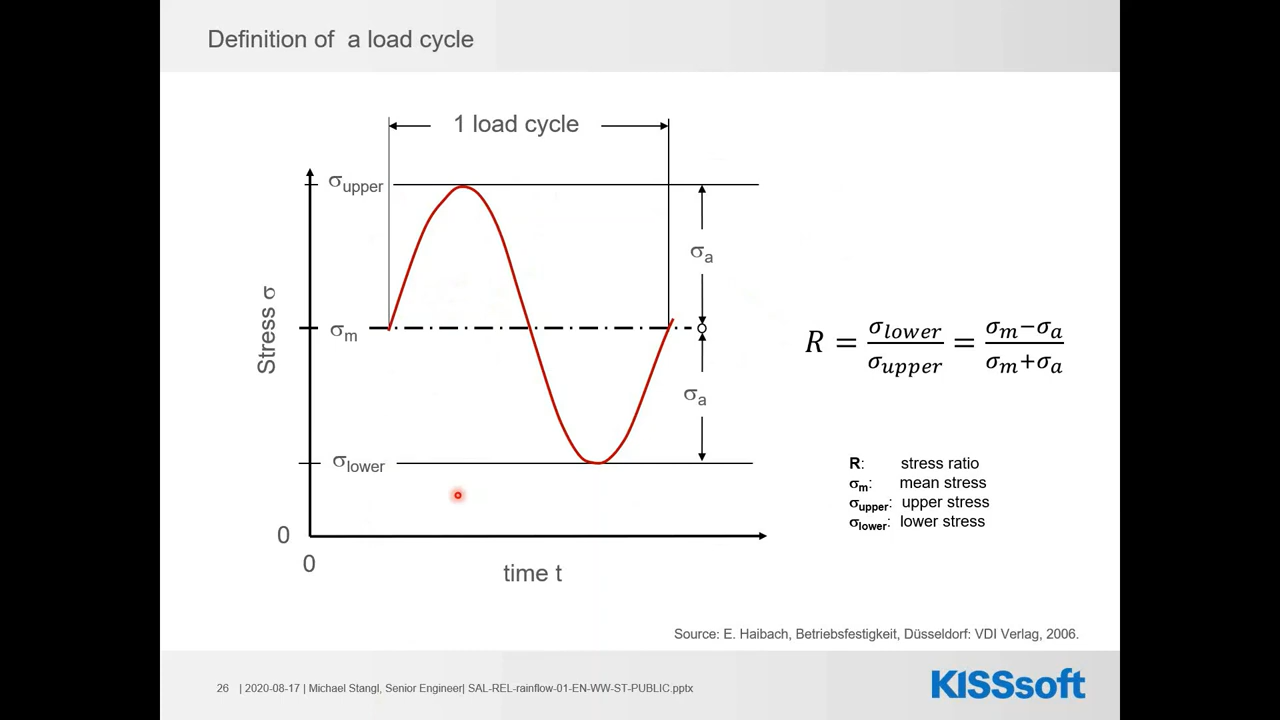 Definition of a load cycle
1 load cycle
σupper
σa
Stress σ
σm
σa
σlower
0
0
time t
R = σlower/σupper = σm−σa/σm+σa
R: stress ratio
σm: mean stress
σupper: upper stress
σlower: lower stress
Source: E. Haibach, Betriebsfestigkeit, Düsseldorf: VDI Verlag, 2006.
26 | 2020-08-17 | Michael Stangl, Senior Engineer| SAL-REL-rainflow-01-EN-WW-ST-PUBLIC.pptx
KISSsoft